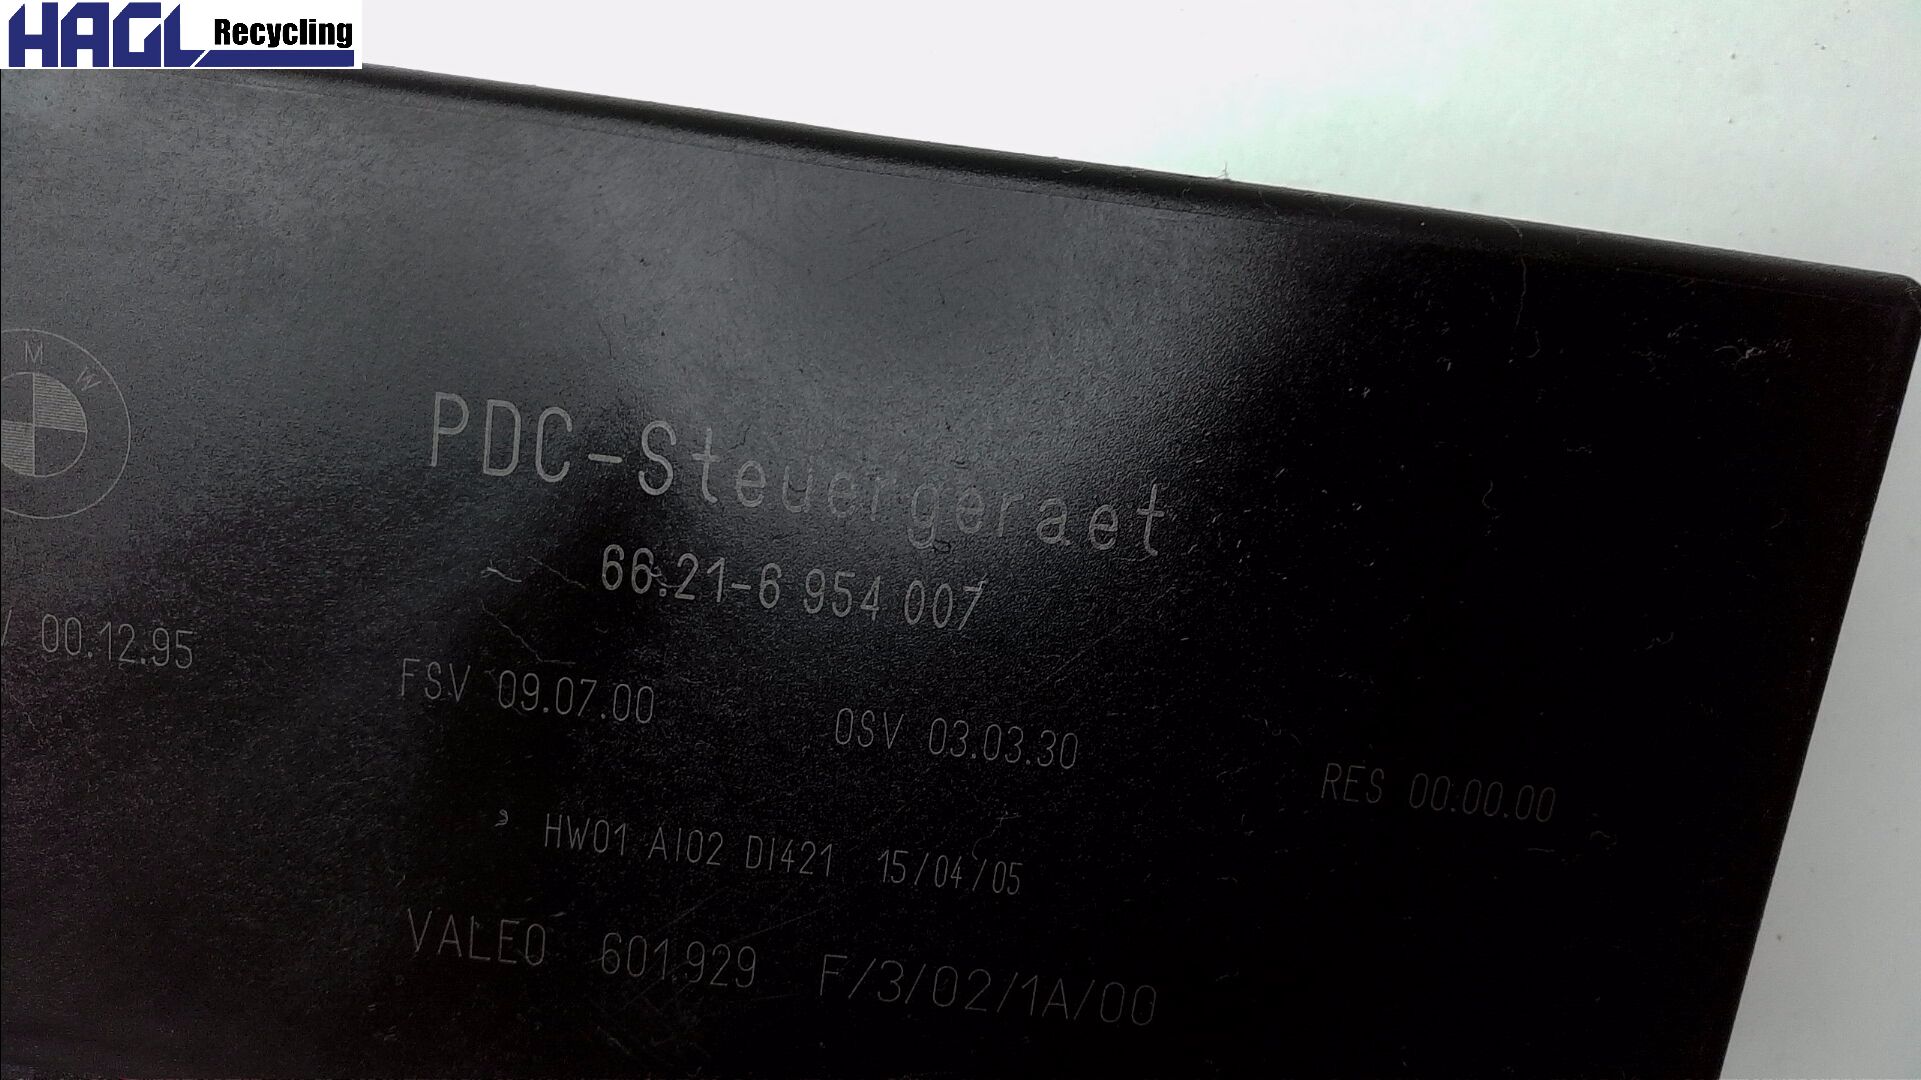 HAGL Recycling
M W
PDC-Steuergeraet
66.21-6 954 007
/ 00.12.95
FSV 09.07.00
OSV 03.03.30
RES 00.00.00
HW01 AI02 DI421 15/04/05
VALEO 601.929 F/3/02/1A/00